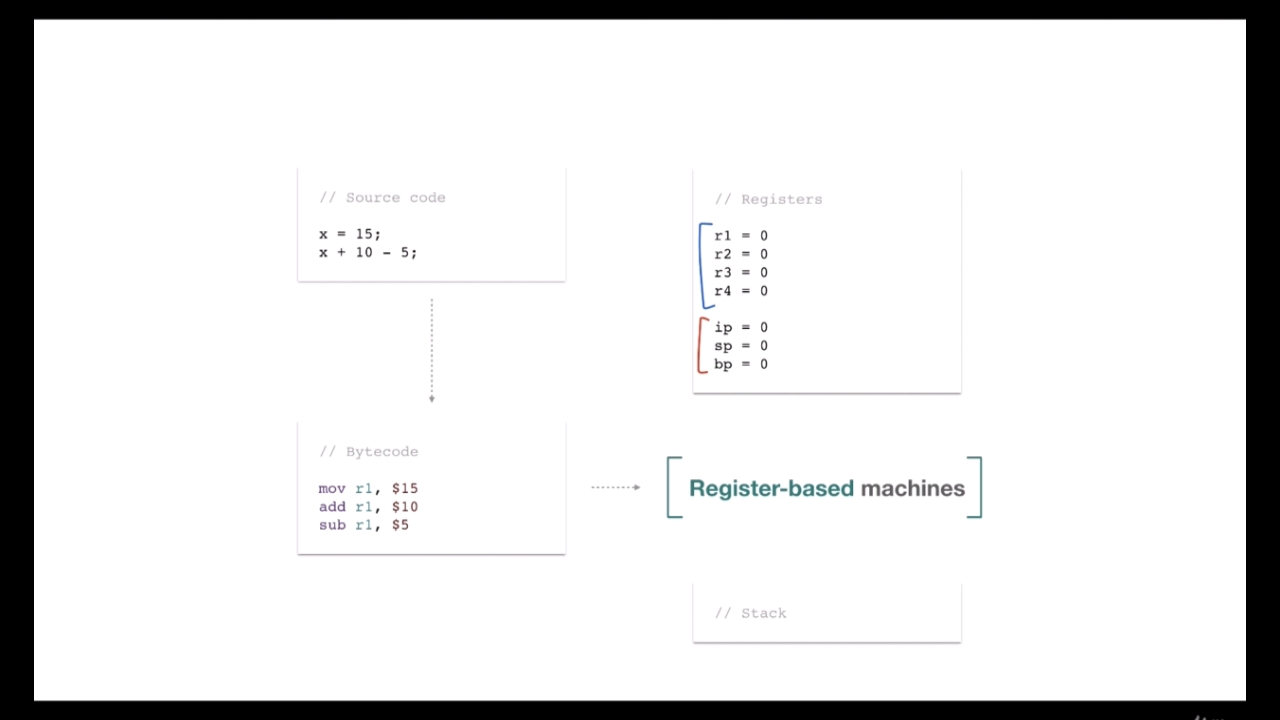 // Source code
x = 15;
x + 10 - 5;
// Registers
r1 = 0
r2 = 0
r3 = 0
r4 = 0
ip = 0
sp = 0
bp = 0
// Bytecode
mov r1, $15
add r1, $10
sub r1, $5
Register-based machines
// Stack